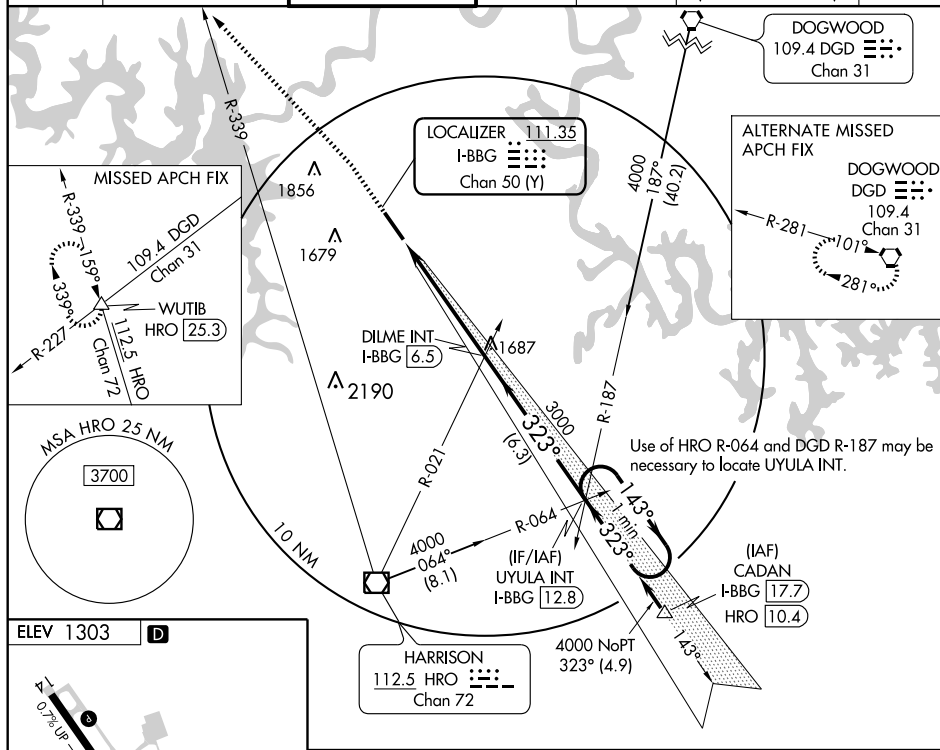 DOGWOOD
109.4 DGD
Chan 31
LOCALIZER 111.35
I-BBG
Chan 50 (Y)
ALTERNATE MISSED
APCH FIX
DOGWOOD
DGD
109.4
Chan 31
R-281
101°
281°
MISSED APCH FIX
R-339
159°
339°
109.4 DGD
Chan 31
WUTIB
HRO 25.3
R-227
112.5 HRO
Chan 72
R-339
1856
1679
4000
187°
(40.2)
R-187
DILME INT
I-BBG 6.5
1687
2190
3000
323°
(6.3)
R-021
Use of HRO R-064 and DGD R-187 may be
necessary to locate UYULA INT.
MSA HRO 25 NM
3700
10 NM
4000
064°
(8.1)
R-064
143°
1 min
323°
(IF/IAF)
UYULA INT
I-BBG 12.8
(IAF)
CADAN
I-BBG 17.7
HRO 10.4
4000 NoPT
323° (4.9)
143°
HARRISON
112.5 HRO
Chan 72
ELEV 1303 D
14
0.7% UP
P